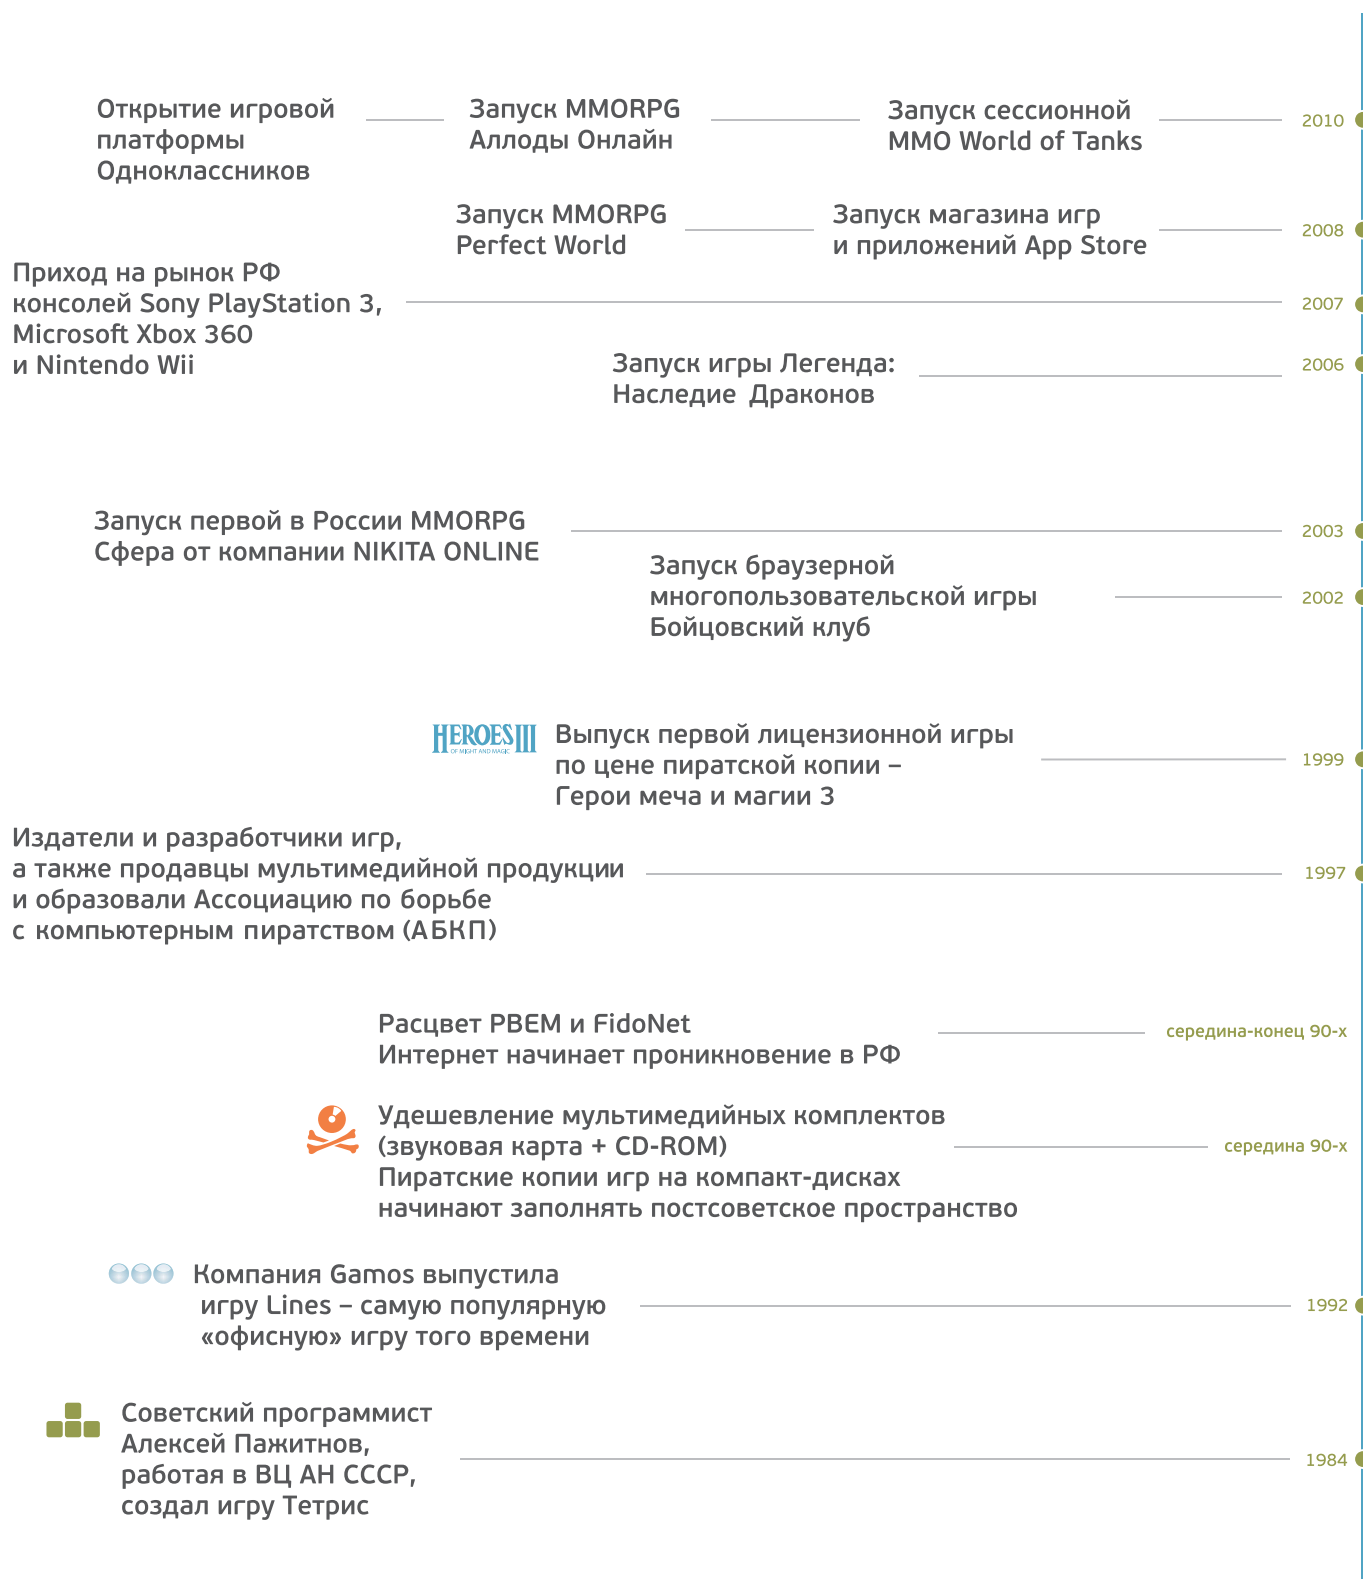 Открытие игровой
платформы
Одноклассников
Запуск MMORPG
Аллоды Онлайн
Запуск сессионной
MMO World of Tanks
2010
Запуск MMORPG
Perfect World
Запуск магазина игр
и приложений App Store
2008
Приход на рынок РФ
консолей Sony PlayStation 3,
Microsoft Xbox 360
и Nintendo Wii
2007
Запуск игры Легенда:
Наследие Драконов
2006
Запуск первой в России MMORPG
Сфера от компании NIKITA ONLINE
2003
Запуск браузерной
многопользовательской игры
Бойцовский клуб
2002
HEROES III
OF MIGHT AND MAGIC
Выпуск первой лицензионной игры
по цене пиратской копии –
Герои меча и магии 3
1999
Издатели и разработчики игр,
а также продавцы мультимедийной продукции
и образовали Ассоциацию по борьбе
с компьютерным пиратством (АБКП)
1997
Расцвет PBEM и FidoNet
Интернет начинает проникновение в РФ
середина-конец 90-х
Удешевление мультимедийных комплектов
(звуковая карта + CD-ROM)
Пиратские копии игр на компакт-дисках
начинают заполнять постсоветское пространство
середина 90-х
Компания Gamos выпустила
игру Lines – самую популярную
«офисную» игру того времени
1992
Советский программист
Алексей Пажитнов,
работая в ВЦ АН СССР,
создал игру Тетрис
1984